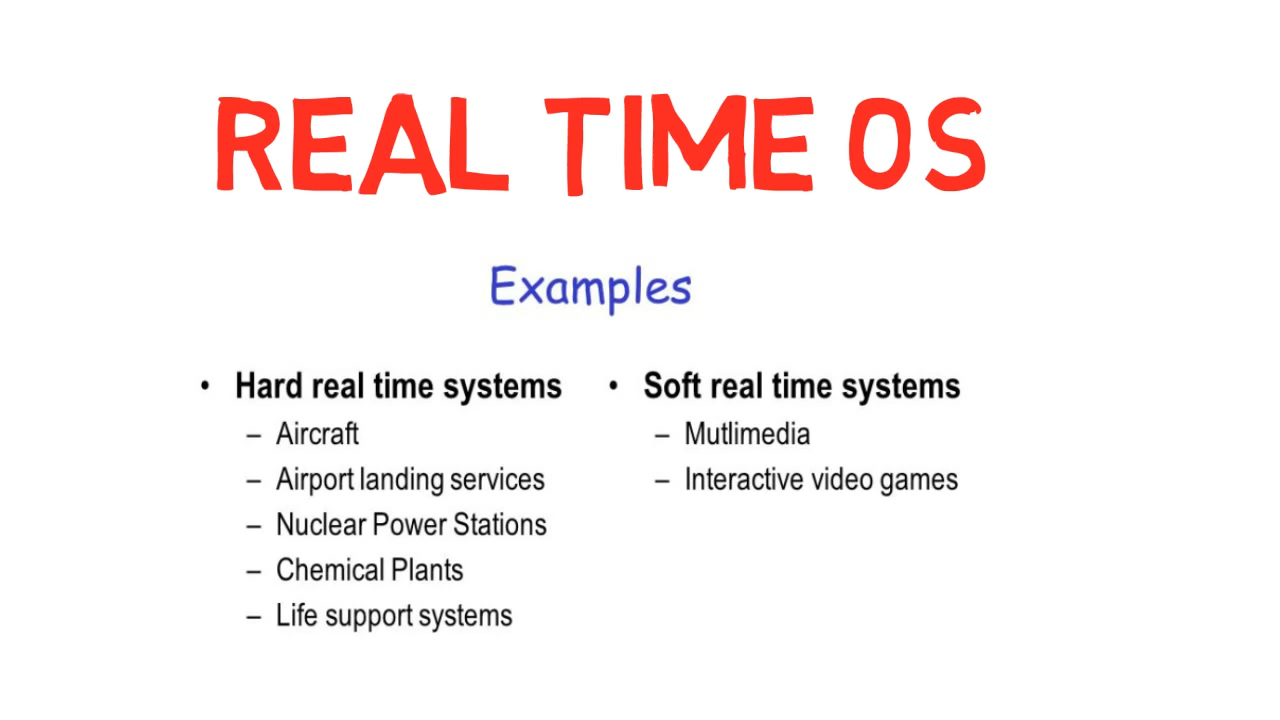 REAL TIME OS
Examples
• Hard real time systems
– Aircraft
– Airport landing services
– Nuclear Power Stations
– Chemical Plants
– Life support systems
• Soft real time systems
– Mutlimedia
– Interactive video games